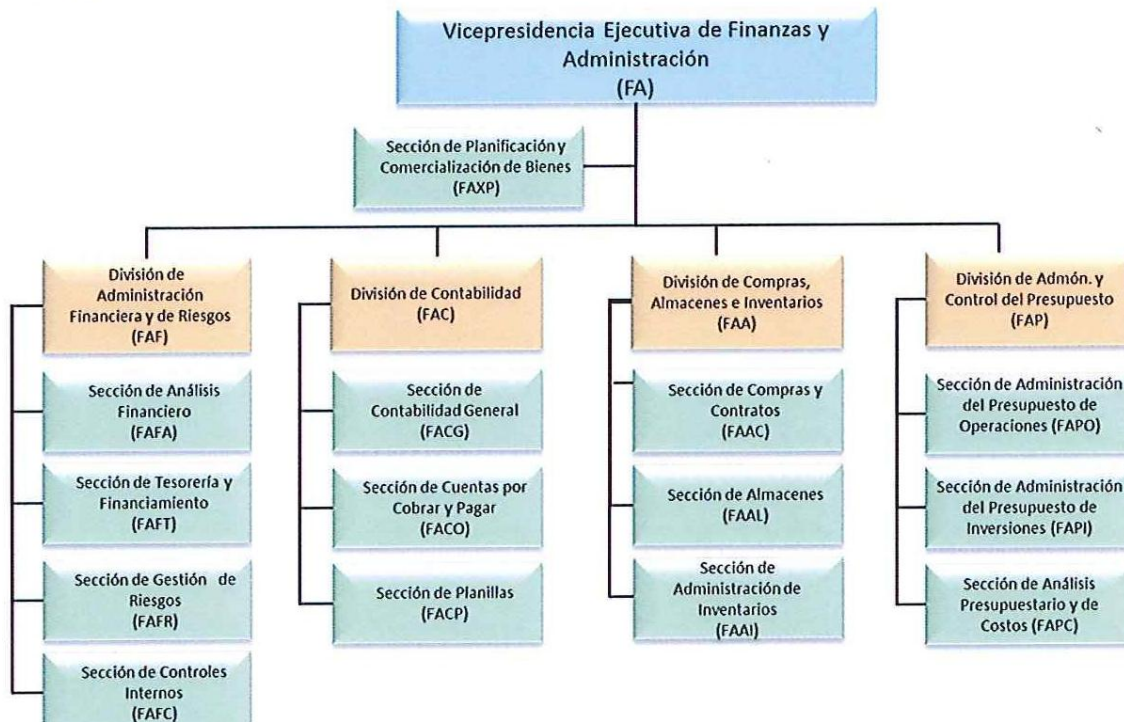 Vicepresidencia Ejecutiva de Finanzas y
Administración
(FA)
Sección de Planificación y
Comercialización de Bienes
(FAXP)
División de
Administración
Financiera y de Riesgos
(FAF)
Sección de Análisis
Financiero
(FAFA)
Sección de Tesorería y
Financiamiento
(FAFT)
Sección de Gestión de
Riesgos
(FAFR)
Sección de Controles
Internos
(FAFC)
División de Contabilidad
(FAC)
Sección de
Contabilidad General
(FACG)
Sección de Cuentas por
Cobrar y Pagar
(FACO)
Sección de Planillas
(FACP)
División de Compras,
Almacenes e Inventarios
(FAA)
Sección de Compras y
Contratos
(FAAC)
Sección de Almacenes
(FAAL)
Sección de
Administración de
Inventarios
(FAAI)
División de Admón. y
Control del Presupuesto
(FAP)
Sección de Administración
del Presupuesto de
Operaciones (FAPO)
Sección de Administración
del Presupuesto de
Inversiones (FAPI)
Sección de Análisis
Presupuestario y de
Costos (FAPC)